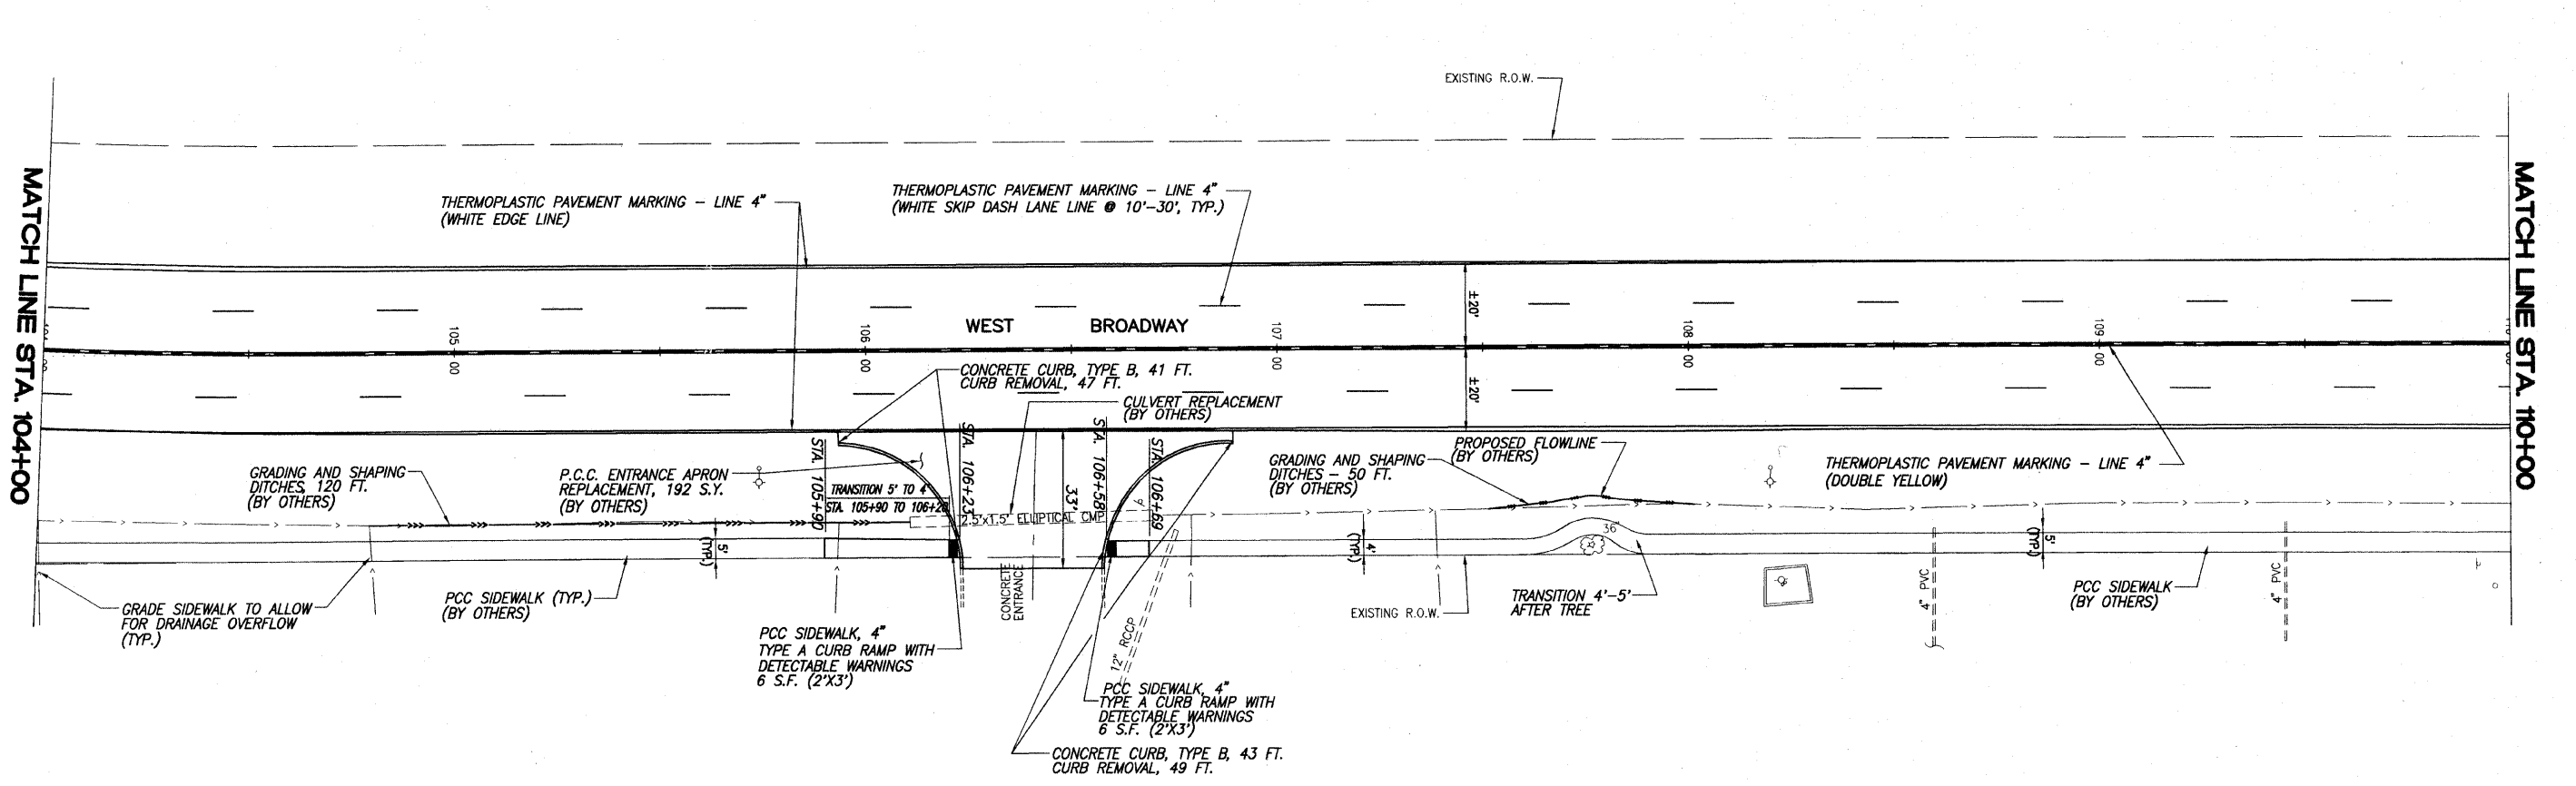 EXISTING R.O.W.
MATCH LINE STA. 104+00
MATCH LINE STA. 110+00
THERMOPLASTIC PAVEMENT MARKING – LINE 4"
(WHITE EDGE LINE)
THERMOPLASTIC PAVEMENT MARKING – LINE 4"
(WHITE SKIP DASH LANE LINE @ 10'–30', TYP.)
±20'
WEST BROADWAY
105
00
106
00
107
00
108
00
109
00
±20'
CONCRETE CURB, TYPE B, 41 FT.
CURB REMOVAL, 47 FT.
CULVERT REPLACEMENT
(BY OTHERS)
STA. 105+90
STA. 106+23
STA. 106+58
STA. 106+69
33'
GRADING AND SHAPING
DITCHES, 120 FT.
(BY OTHERS)
P.C.C. ENTRANCE APRON
REPLACEMENT, 192 S.Y.
(BY OTHERS)
TRANSITION 5' TO 4'
STA. 105+90 TO 106+23
2.5'x1.5' ELLIPTICAL CMP
GRADING AND SHAPING
DITCHES – 50 FT.
(BY OTHERS)
PROPOSED FLOWLINE
(BY OTHERS)
THERMOPLASTIC PAVEMENT MARKING – LINE 4"
(DOUBLE YELLOW)
5'
(TYP.)
4'
(TYP.)
36"
5'
(TYP.)
GRADE SIDEWALK TO ALLOW
FOR DRAINAGE OVERFLOW
(TYP.)
PCC SIDEWALK (TYP.)
(BY OTHERS)
CONCRETE
ENTRANCE
12" RCCP
EXISTING R.O.W.
TRANSITION 4'–5'
AFTER TREE
4" PVC
PCC SIDEWALK
(BY OTHERS)
4" PVC
PCC SIDEWALK, 4"
TYPE A CURB RAMP WITH
DETECTABLE WARNINGS
6 S.F. (2'X3')
PCC SIDEWALK, 4"
TYPE A CURB RAMP WITH
DETECTABLE WARNINGS
6 S.F. (2'X3')
CONCRETE CURB, TYPE B, 43 FT.
CURB REMOVAL, 49 FT.